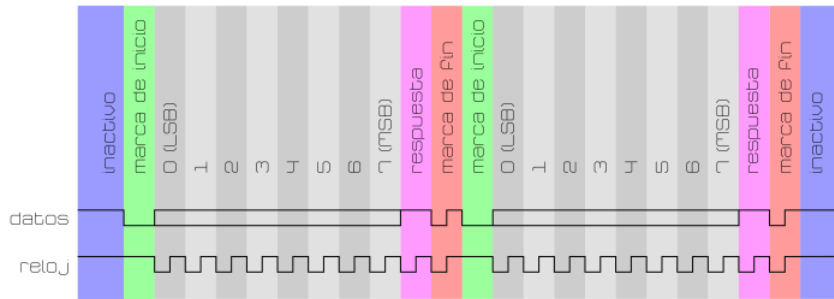 inactivo
marca de inicio
0 (LSB)
1
2
3
4
5
6
7 (MSB)
respuesta
marca de fin
marca de inicio
0 (LSB)
1
2
3
4
5
6
7 (MSB)
respuesta
marca de fin
inactivo
datos
reloj